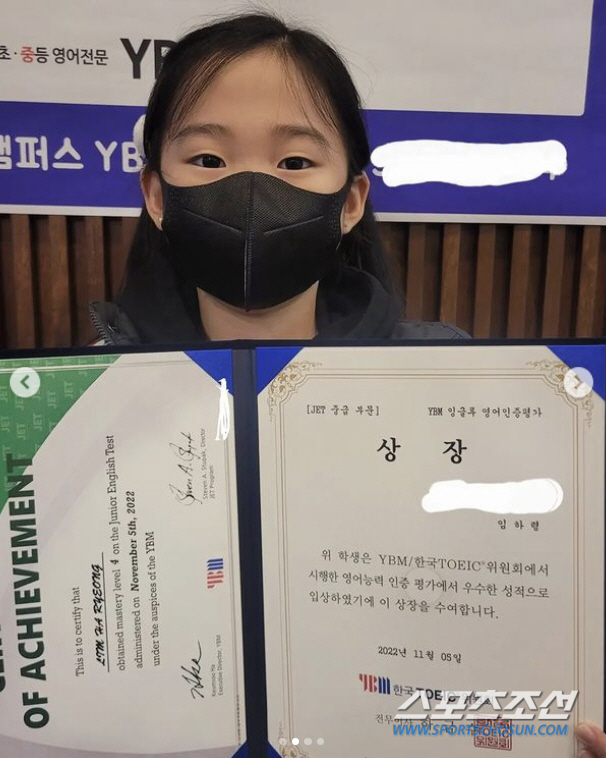 초·중등 영어전문 YB
캠퍼스 YB
OF ACHIEVEMENT
This is to certify that
LIM HA RYEONG
obtained mastery level 4 on the Junior English Test
administered on November 5th, 2022
under the auspices of the YBM
Steven A. Stupak, Director
JET Program
Executive Director, YBM
YBM
JET
[JET 중급 부문] YBM 잉글루 영어인증평가
상 장
임하령
위 학생은 YBM/한국TOEIC위원회에서
시행한 영어능력 인증 평가에서 우수한 성적으로
입상하였기에 이 상장을 수여합니다.
2022년 11월 05일
YBM 한국TOEIC
스포츠조선
WWW.SPORTSCHOSUN.COM